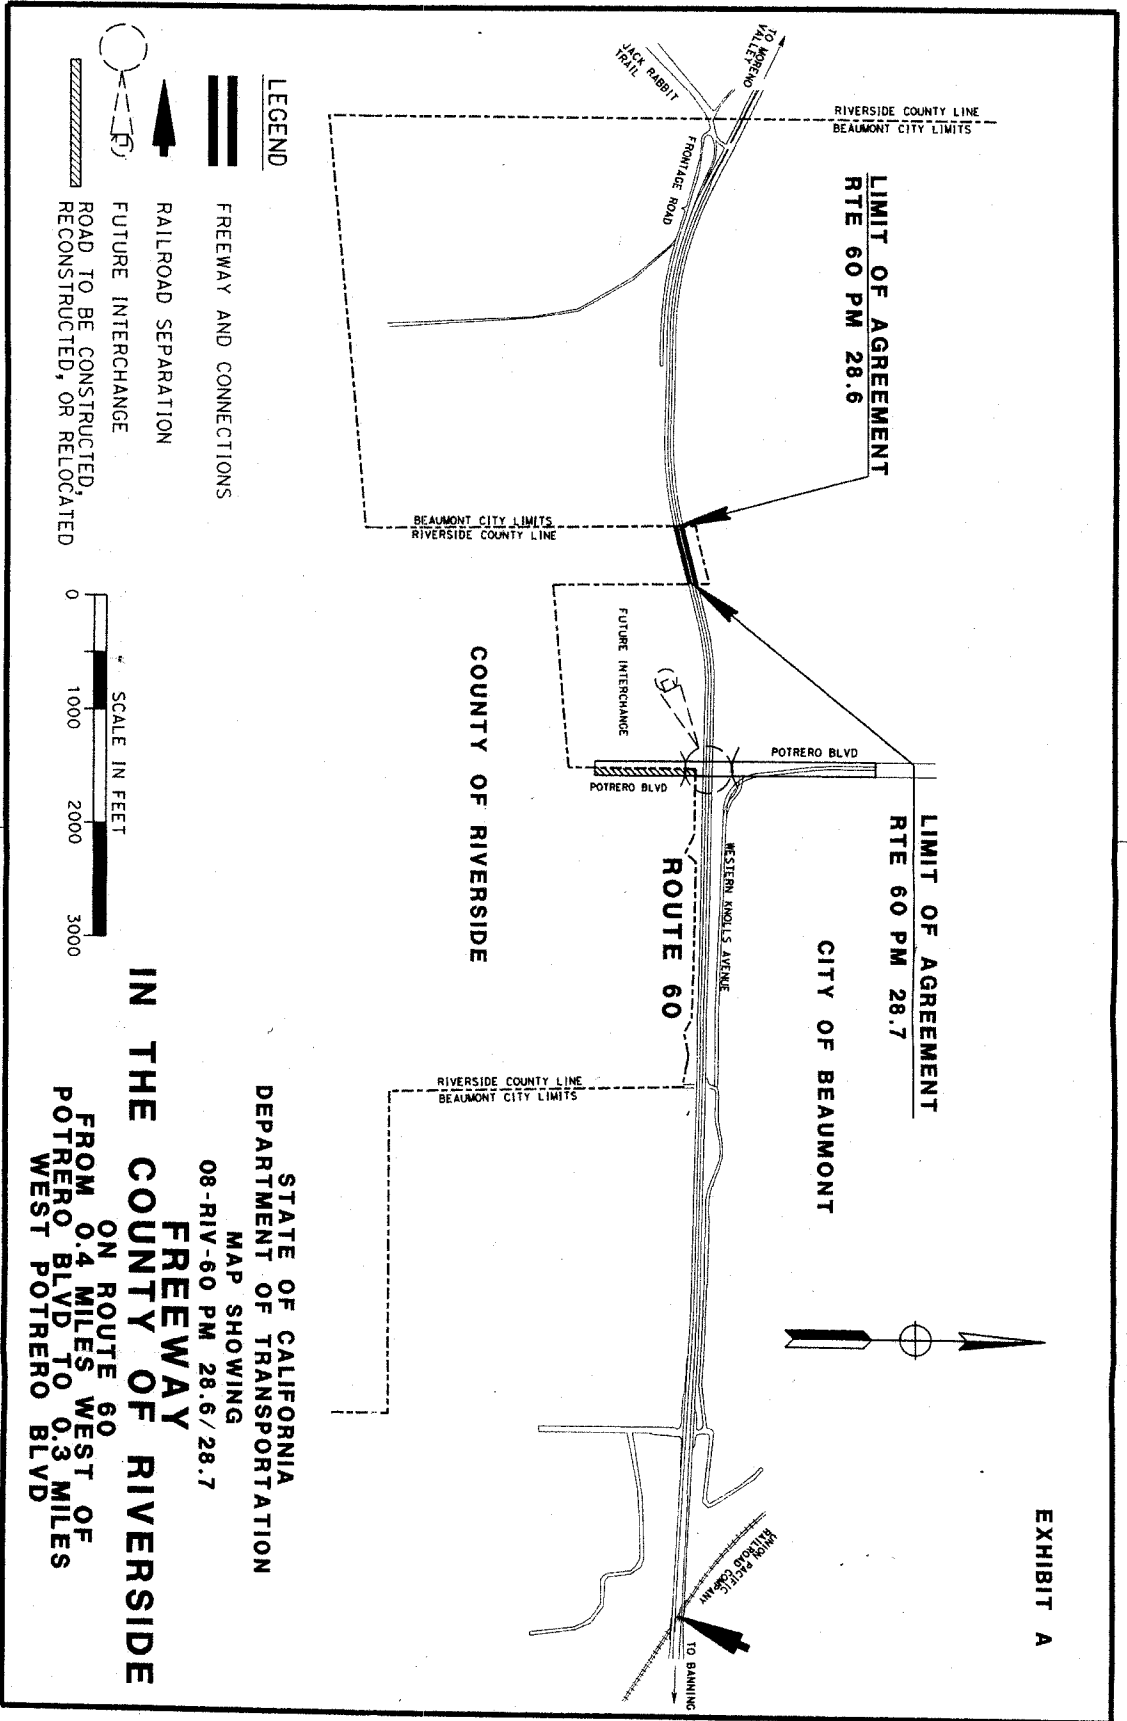 EXHIBIT A
TO MORENO
VALLEY
JACK RABBIT
TRAIL
FRONTAGE ROAD
RIVERSIDE COUNTY LINE
BEAUMONT CITY LIMITS
LIMIT OF AGREEMENT
RTE 60 PM 28.6
LIMIT OF AGREEMENT
RTE 60 PM 28.7
CITY OF BEAUMONT
BEAUMONT CITY LIMITS
RIVERSIDE COUNTY LINE
FUTURE INTERCHANGE
POTRERO BLVD
POTRERO BLVD
WESTERN KNOLLS AVENUE
ROUTE 60
COUNTY OF RIVERSIDE
RIVERSIDE COUNTY LINE
BEAUMONT CITY LIMITS
UNION PACIFIC
RAILROAD COMPANY
TO BANNING
LEGEND
FREEWAY AND CONNECTIONS
RAILROAD SEPARATION
FUTURE INTERCHANGE
ROAD TO BE CONSTRUCTED,
RECONSTRUCTED, OR RELOCATED
SCALE IN FEET
0 1000 2000 3000
STATE OF CALIFORNIA
DEPARTMENT OF TRANSPORTATION
MAP SHOWING
08-RIV-60 PM 28.6/28.7
FREEWAY
IN THE COUNTY OF RIVERSIDE
ON ROUTE 60
FROM 0.4 MILES WEST OF
POTRERO BLVD TO 0.3 MILES
WEST POTRERO BLVD